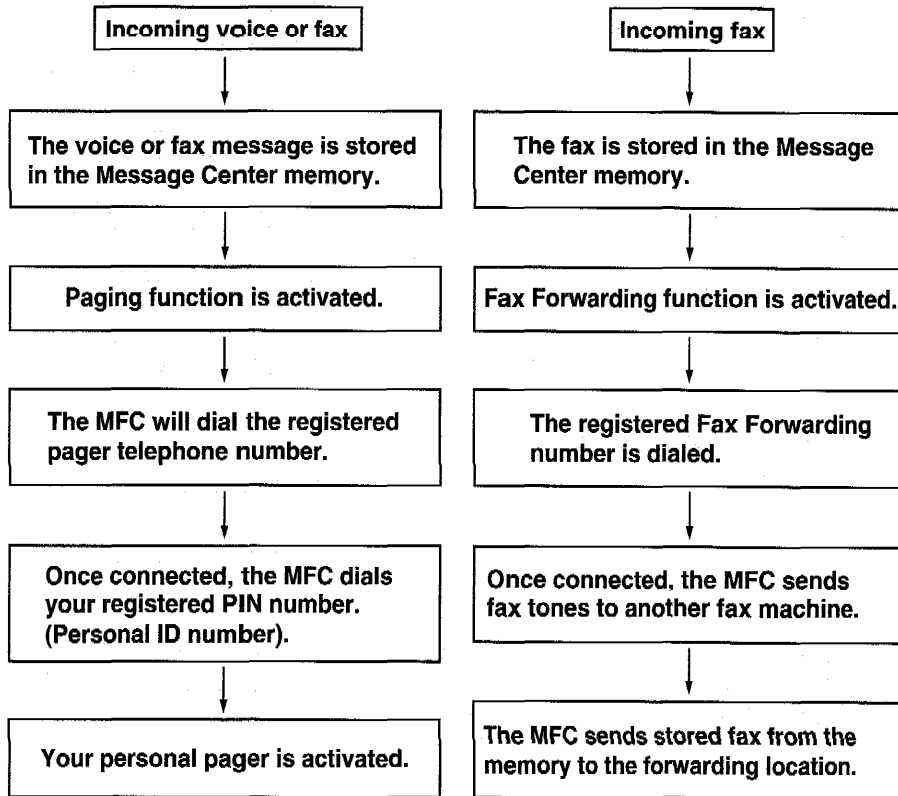 Incoming voice or fax
The voice or fax message is stored
in the Message Center memory.
Paging function is activated.
The MFC will dial the registered
pager telephone number.
Once connected, the MFC dials
your registered PIN number.
(Personal ID number).
Your personal pager is activated.
Incoming fax
The fax is stored in the Message
Center memory.
Fax Forwarding function is activated.
The registered Fax Forwarding
number is dialed.
Once connected, the MFC sends
fax tones to another fax machine.
The MFC sends stored fax from the
memory to the forwarding location.